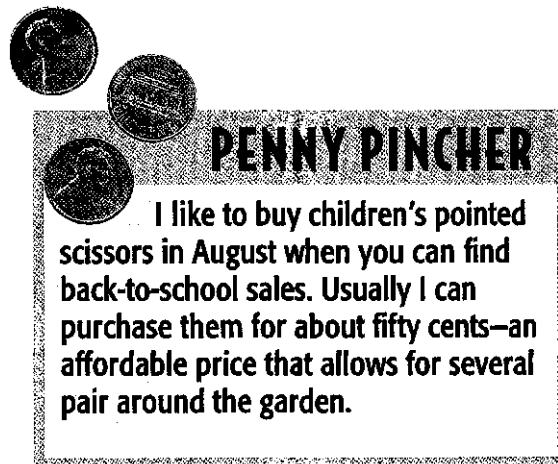 PENNY PINCHER
I like to buy children's pointed
scissors in August when you can find
back-to-school sales. Usually I can
purchase them for about fifty cents–an
affordable price that allows for several
pair around the garden.